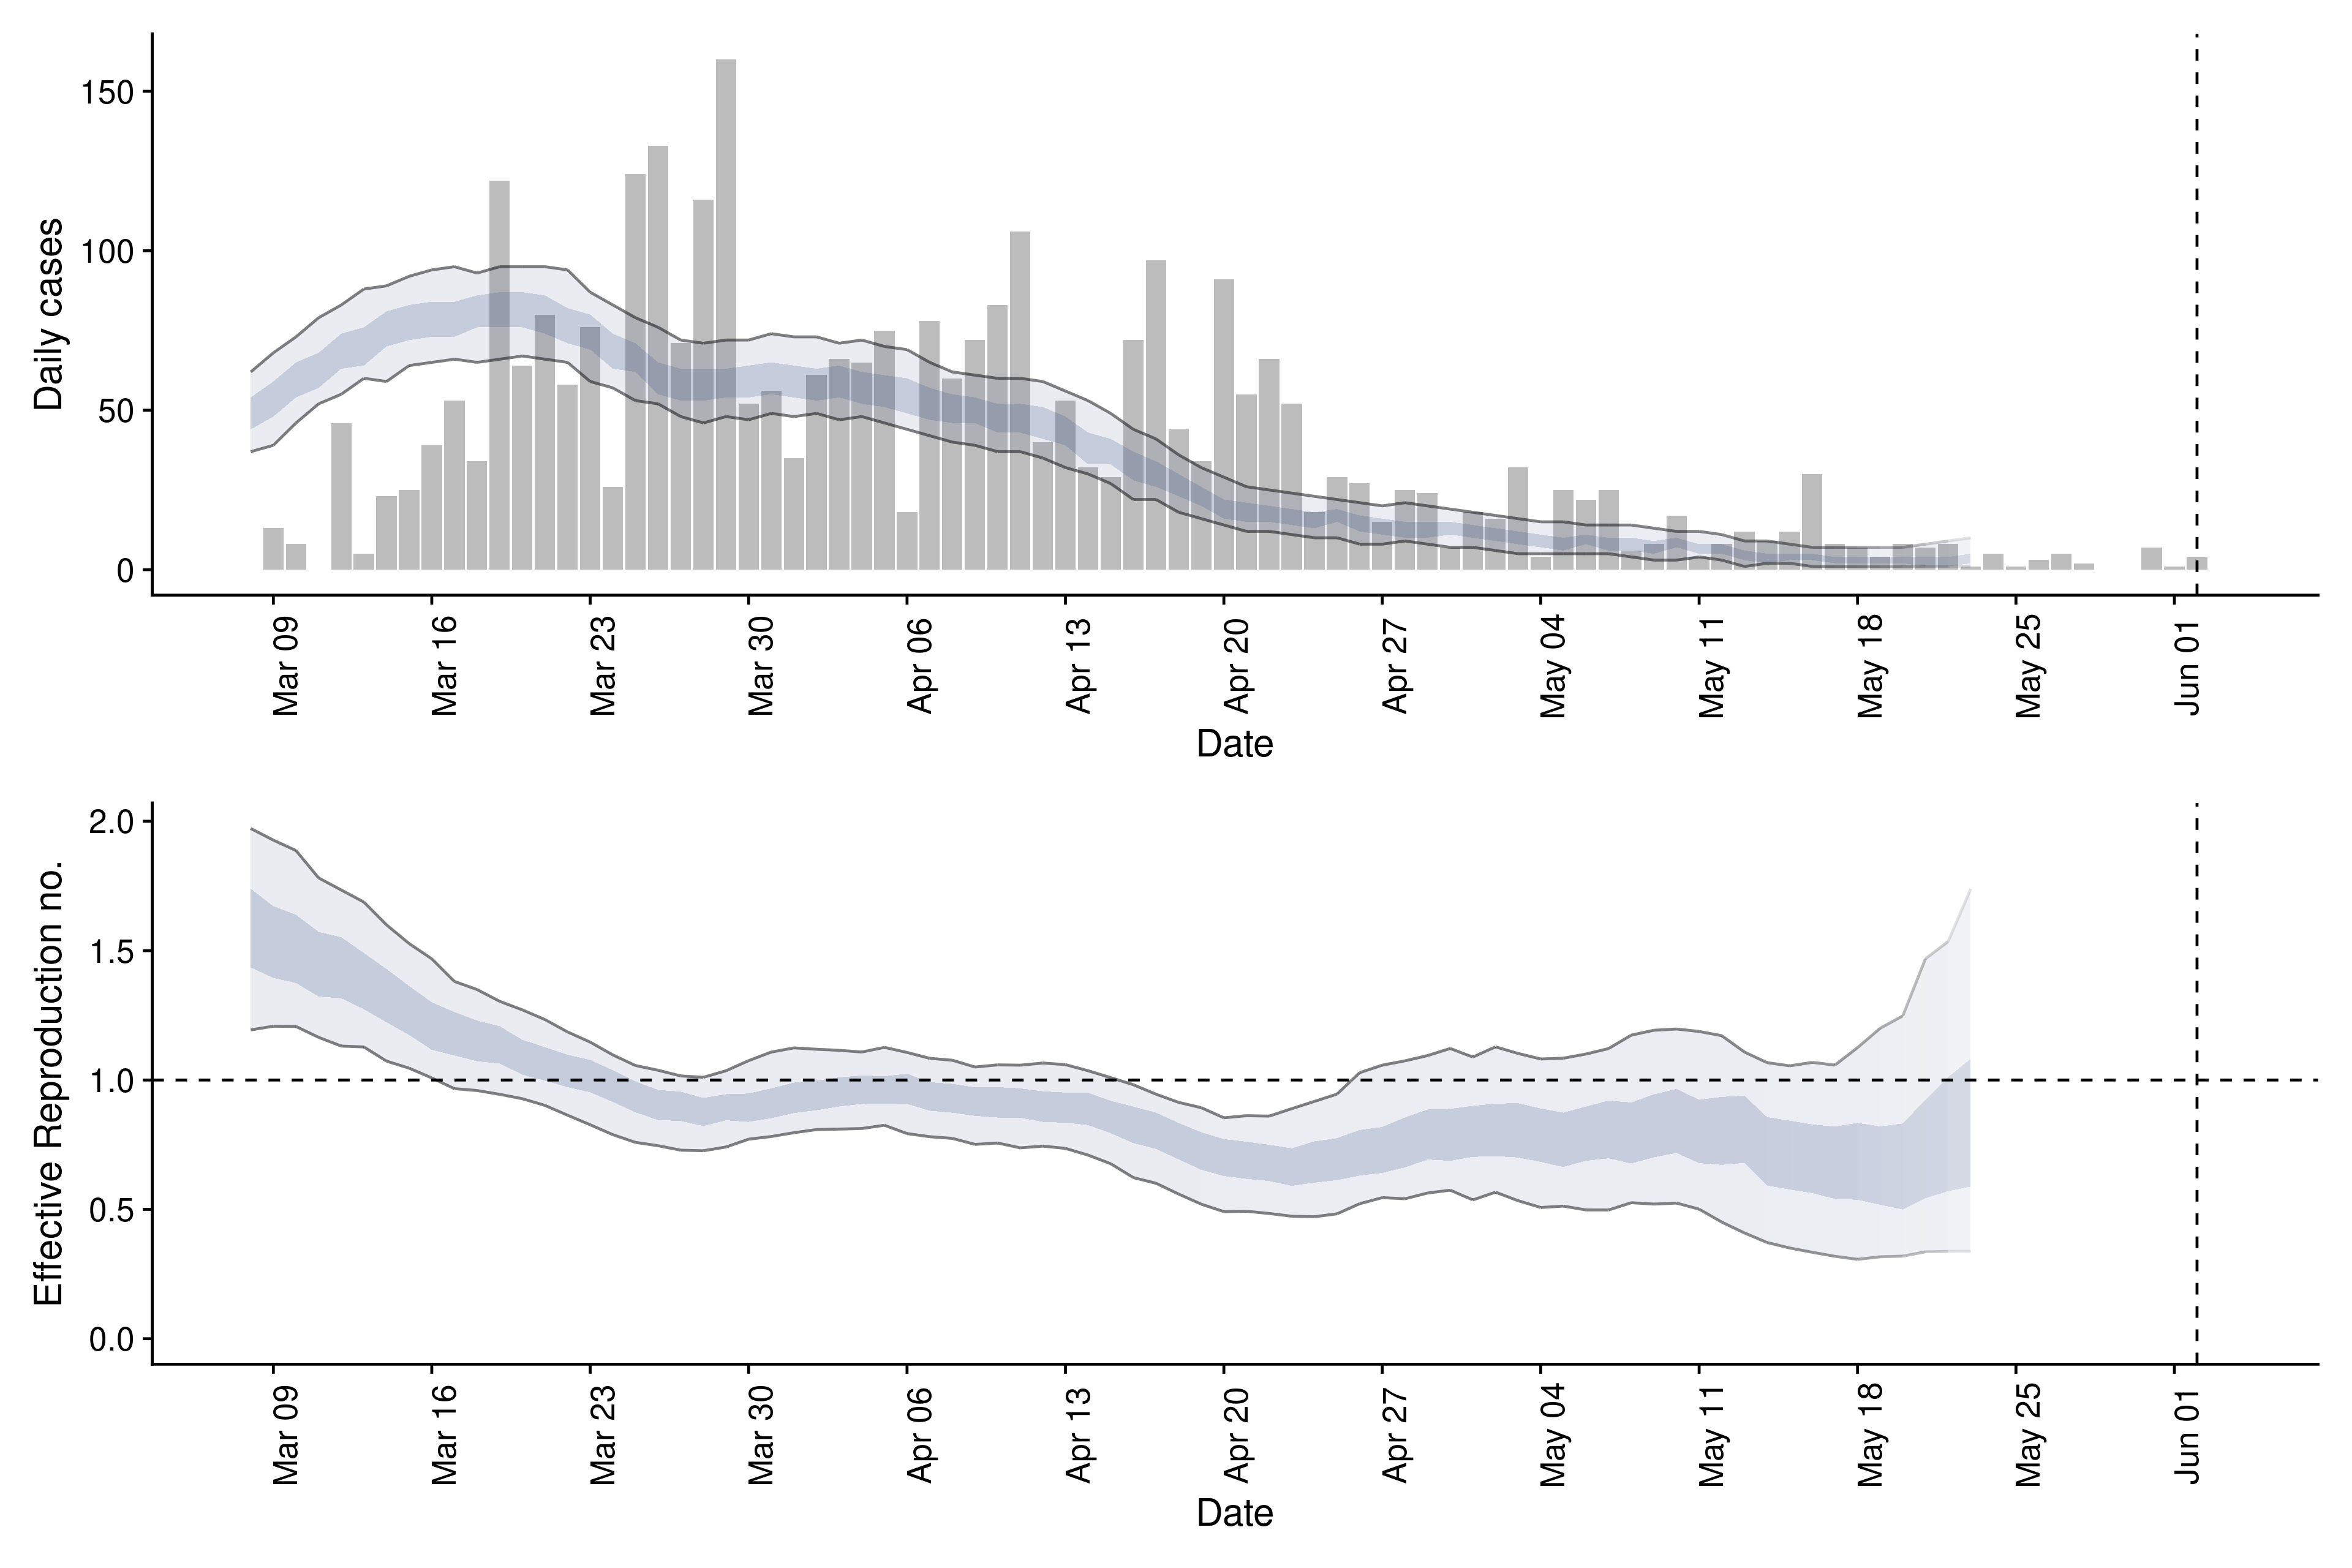 Daily cases
150
100
50
0
Mar 09
Mar 16
Mar 23
Mar 30
Apr 06
Apr 13
Apr 20
Apr 27
May 04
May 11
May 18
May 25
Jun 01
Date
Effective Reproduction no.
2.0
1.5
1.0
0.5
0.0
Mar 09
Mar 16
Mar 23
Mar 30
Apr 06
Apr 13
Apr 20
Apr 27
May 04
May 11
May 18
May 25
Jun 01
Date